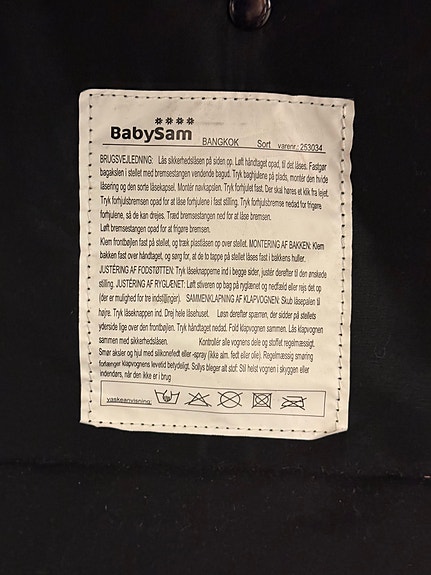 BabySam BANGKOK Sort varenr.: 253034
BRUGSVEJLEDNING: Lås sikkerhedslåsen på siden op. Løft håndtaget opad, til det låses. Fastgør
bagakslen i stellet med bremsestangen vendende bagud. Tryk baghjulene på plads, montér den hvide
låsering og den sorte låsekapsel. Montér navkapslen. Tryk forhjulet fast. Der skal høres et klik fra lejet.
Tryk forhjulsbremsen opad for at låse forhjulene i fast stilling. Tryk forhjulsbremse nedad for frigøre
forhjulene, så de kan drejes. Træd bremsestangen ned for at låse bremsen.
Løft bremsestangen opad for at frigøre bremsen.
Klem frontbøjlen fast på stellet, og træk plastlåsen op over stellet. MONTERING AF BAKKEN: Klem
bakken fast over håndtaget, og sørg for, at de to tappe på stellet låses fast i bakkens huller.
JUSTÉRING AF FODSTØTTEN: Tryk låseknapperne ind i begge sider, justér derefter til den ønskede
stilling. JUSTÉRING AF RYGLÆNET: Løft stiveren op bag på ryglænet og nedfæld eller rejs det op
(der er mulighed for tre indstillinger). SAMMENKLAPNING AF KLAPVOGNEN: Skub låsepalen til
højre. Tryk låseknappen ind. Drej hele låsehuset. Løsn derefter spærren, der sidder på stellets
yderside lige over den frontbøjlen. Tryk håndtaget nedad. Fold klapvognen sammen. Lås klapvognen
sammen med sikkerhedslåsen. Kontrollér alle vognens dele og stoffet regelmæssigt.
Smør aksler og hjul med silikonefedt eller -spray (ikke alm. fedt eller olie). Regelmæssig smøring
forlænger klapvognens levetid betydeligt. Sollys bleger alt stof: Stil helst vognen i skyggen eller
indendørs, når den ikke er i brug
vaskeanvisning: